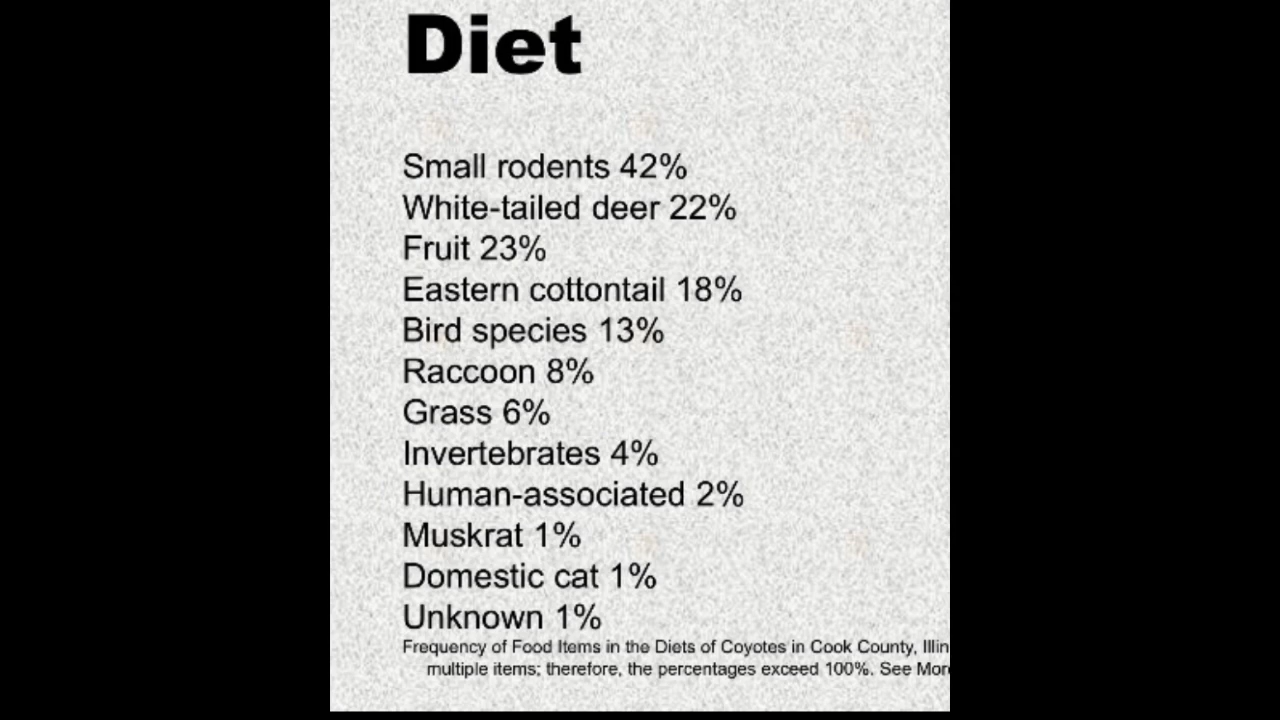 Diet
Small rodents 42%
White-tailed deer 22%
Fruit 23%
Eastern cottontail 18%
Bird species 13%
Raccoon 8%
Grass 6%
Invertebrates 4%
Human-associated 2%
Muskrat 1%
Domestic cat 1%
Unknown 1%
Frequency of Food Items in the Diets of Coyotes in Cook County,
multiple items; therefore, the percentages exceed 100%. See